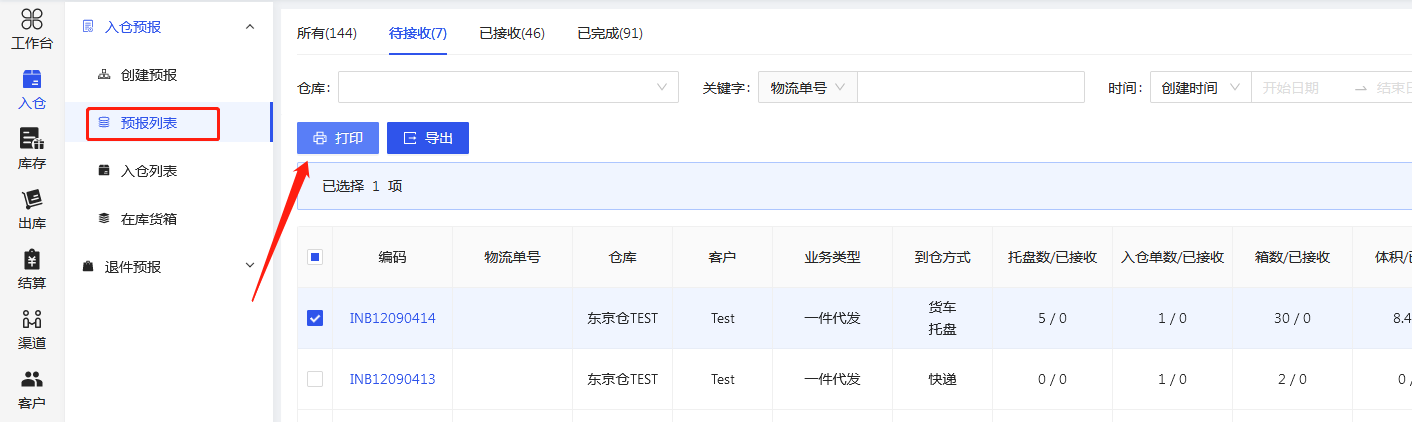 工作台
入仓
库存
出库
结算
渠道
客户
入仓预报
创建预报
预报列表
入仓列表
在库货箱
退件预报
所有(144) 待接收(7) 已接收(46) 已完成(91)
仓库: 关键字: 物流单号 时间: 创建时间 开始日期 → 结束日
打印 导出
已选择 1 项
编码 物流单号 仓库 客户 业务类型 到仓方式 托盘数/已接收 入仓单数/已接收 箱数/已接收 体积/
INB12090414 东京仓TEST Test 一件代发 货车 5 / 0 1 / 0 30 / 0 8.4
托盘
INB12090413 东京仓TEST Test 一件代发 快递 0 / 0 1 / 0 2 / 0 0 /